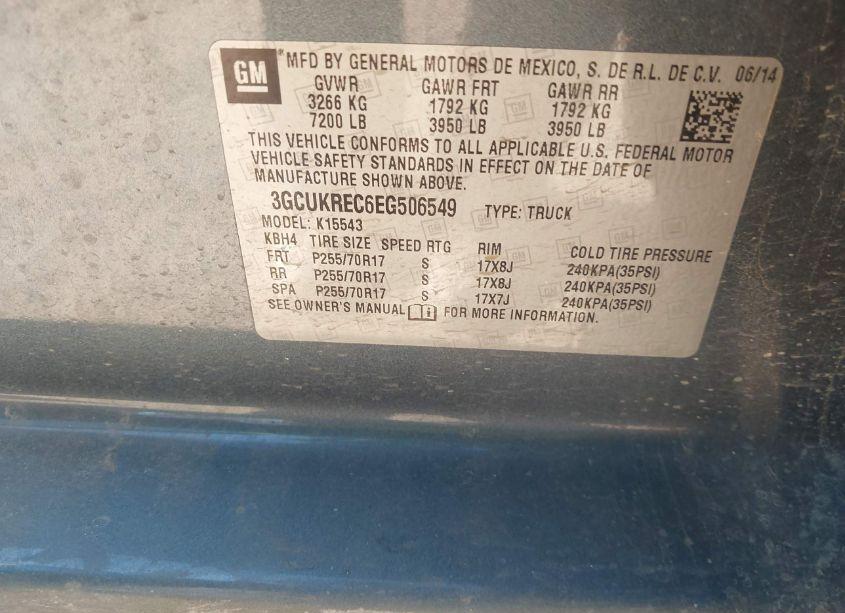 GM
*MFD BY GENERAL MOTORS DE MEXICO, S. DE R.L. DE C.V. 06/14
GVWR GAWR FRT GAWR RR
3266 KG 1792 KG 1792 KG
7200 LB 3950 LB 3950 LB
THIS VEHICLE CONFORMS TO ALL APPLICABLE U.S. FEDERAL MOTOR
VEHICLE SAFETY STANDARDS IN EFFECT ON THE DATE OF
MANUFACTURE SHOWN ABOVE.
3GCUKREC6EG506549 TYPE: TRUCK
MODEL: K15543
KBH4 TIRE SIZE SPEED RTG RIM COLD TIRE PRESSURE
FRT P255/70R17 S 17X8J 240KPA(35PSI)
RR P255/70R17 S 17X8J 240KPA(35PSI)
SPA P255/70R17 S 17X7J 240KPA(35PSI)
SEE OWNER'S MANUAL FOR MORE INFORMATION.